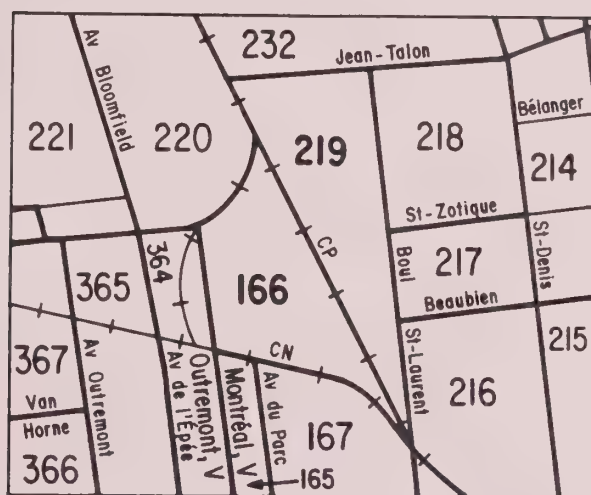 232
Jean-Talon
Av Bloomfield
221
220
219
218
Bélanger
214
St-Zotique
364
CP
Boul St-Laurent
217
St-Denis
365
166
Beaubien
CN
215
367
Av Outremont
Av de l'Épée
Outremont, V
Montréal, V
Av du Parc
216
Van Horne
167
366
165